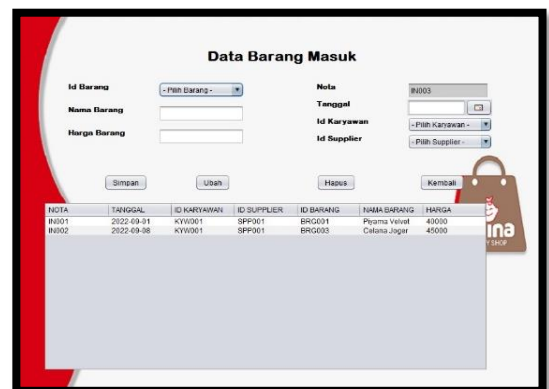 Data Barang Masuk
Id Barang - Pilih Barang - Nota IN003
Nama Barang Tanggal
Id Karyawan - Pilih Karyawan -
Harga Barang Id Supplier - Pilih Supplier -
Simpan Ubah Hapus Kembali
NOTA TANGGAL ID KARYAWAN ID SUPPLIER ID BARANG NAMA BARANG HARGA
IN001 2022-09-01 KYW001 SPP001 BRG001 Piyama Velvet 40000
IN002 2022-09-08 KYW001 SPP001 BRG003 Celana Joger 45000